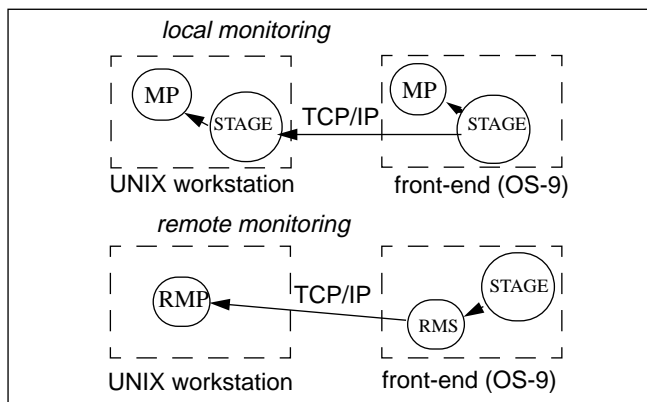 local monitoring
MP
STAGE
TCP/IP
MP
STAGE
UNIX workstation
front-end (OS-9)
remote monitoring
RMP
TCP/IP
RMS
STAGE
UNIX workstation
front-end (OS-9)